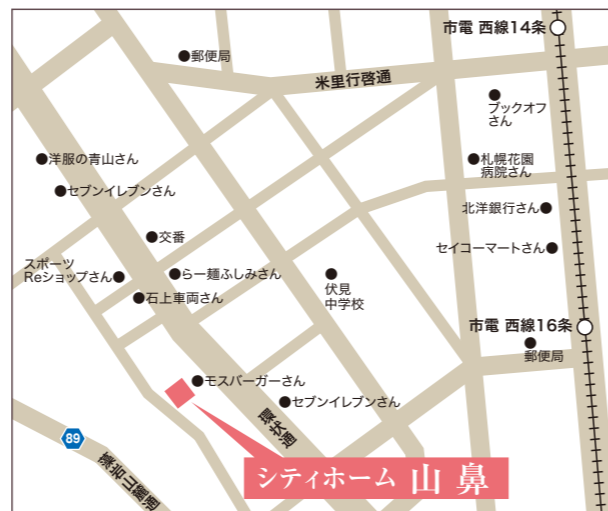 市電 西線14条
郵便局
米里行啓通
ブックオフ
さん
洋服の青山さん
札幌花園
病院さん
セブンイレブンさん
北洋銀行さん
交番
セイコーマートさん
スポーツ
Reショップさん
らー麺ふしみさん
伏見
中学校
石上車両さん
市電 西線16条
郵便局
モスバーガーさん
セブンイレブンさん
環状通
89
藻岩山麓通
シティホーム 山 鼻